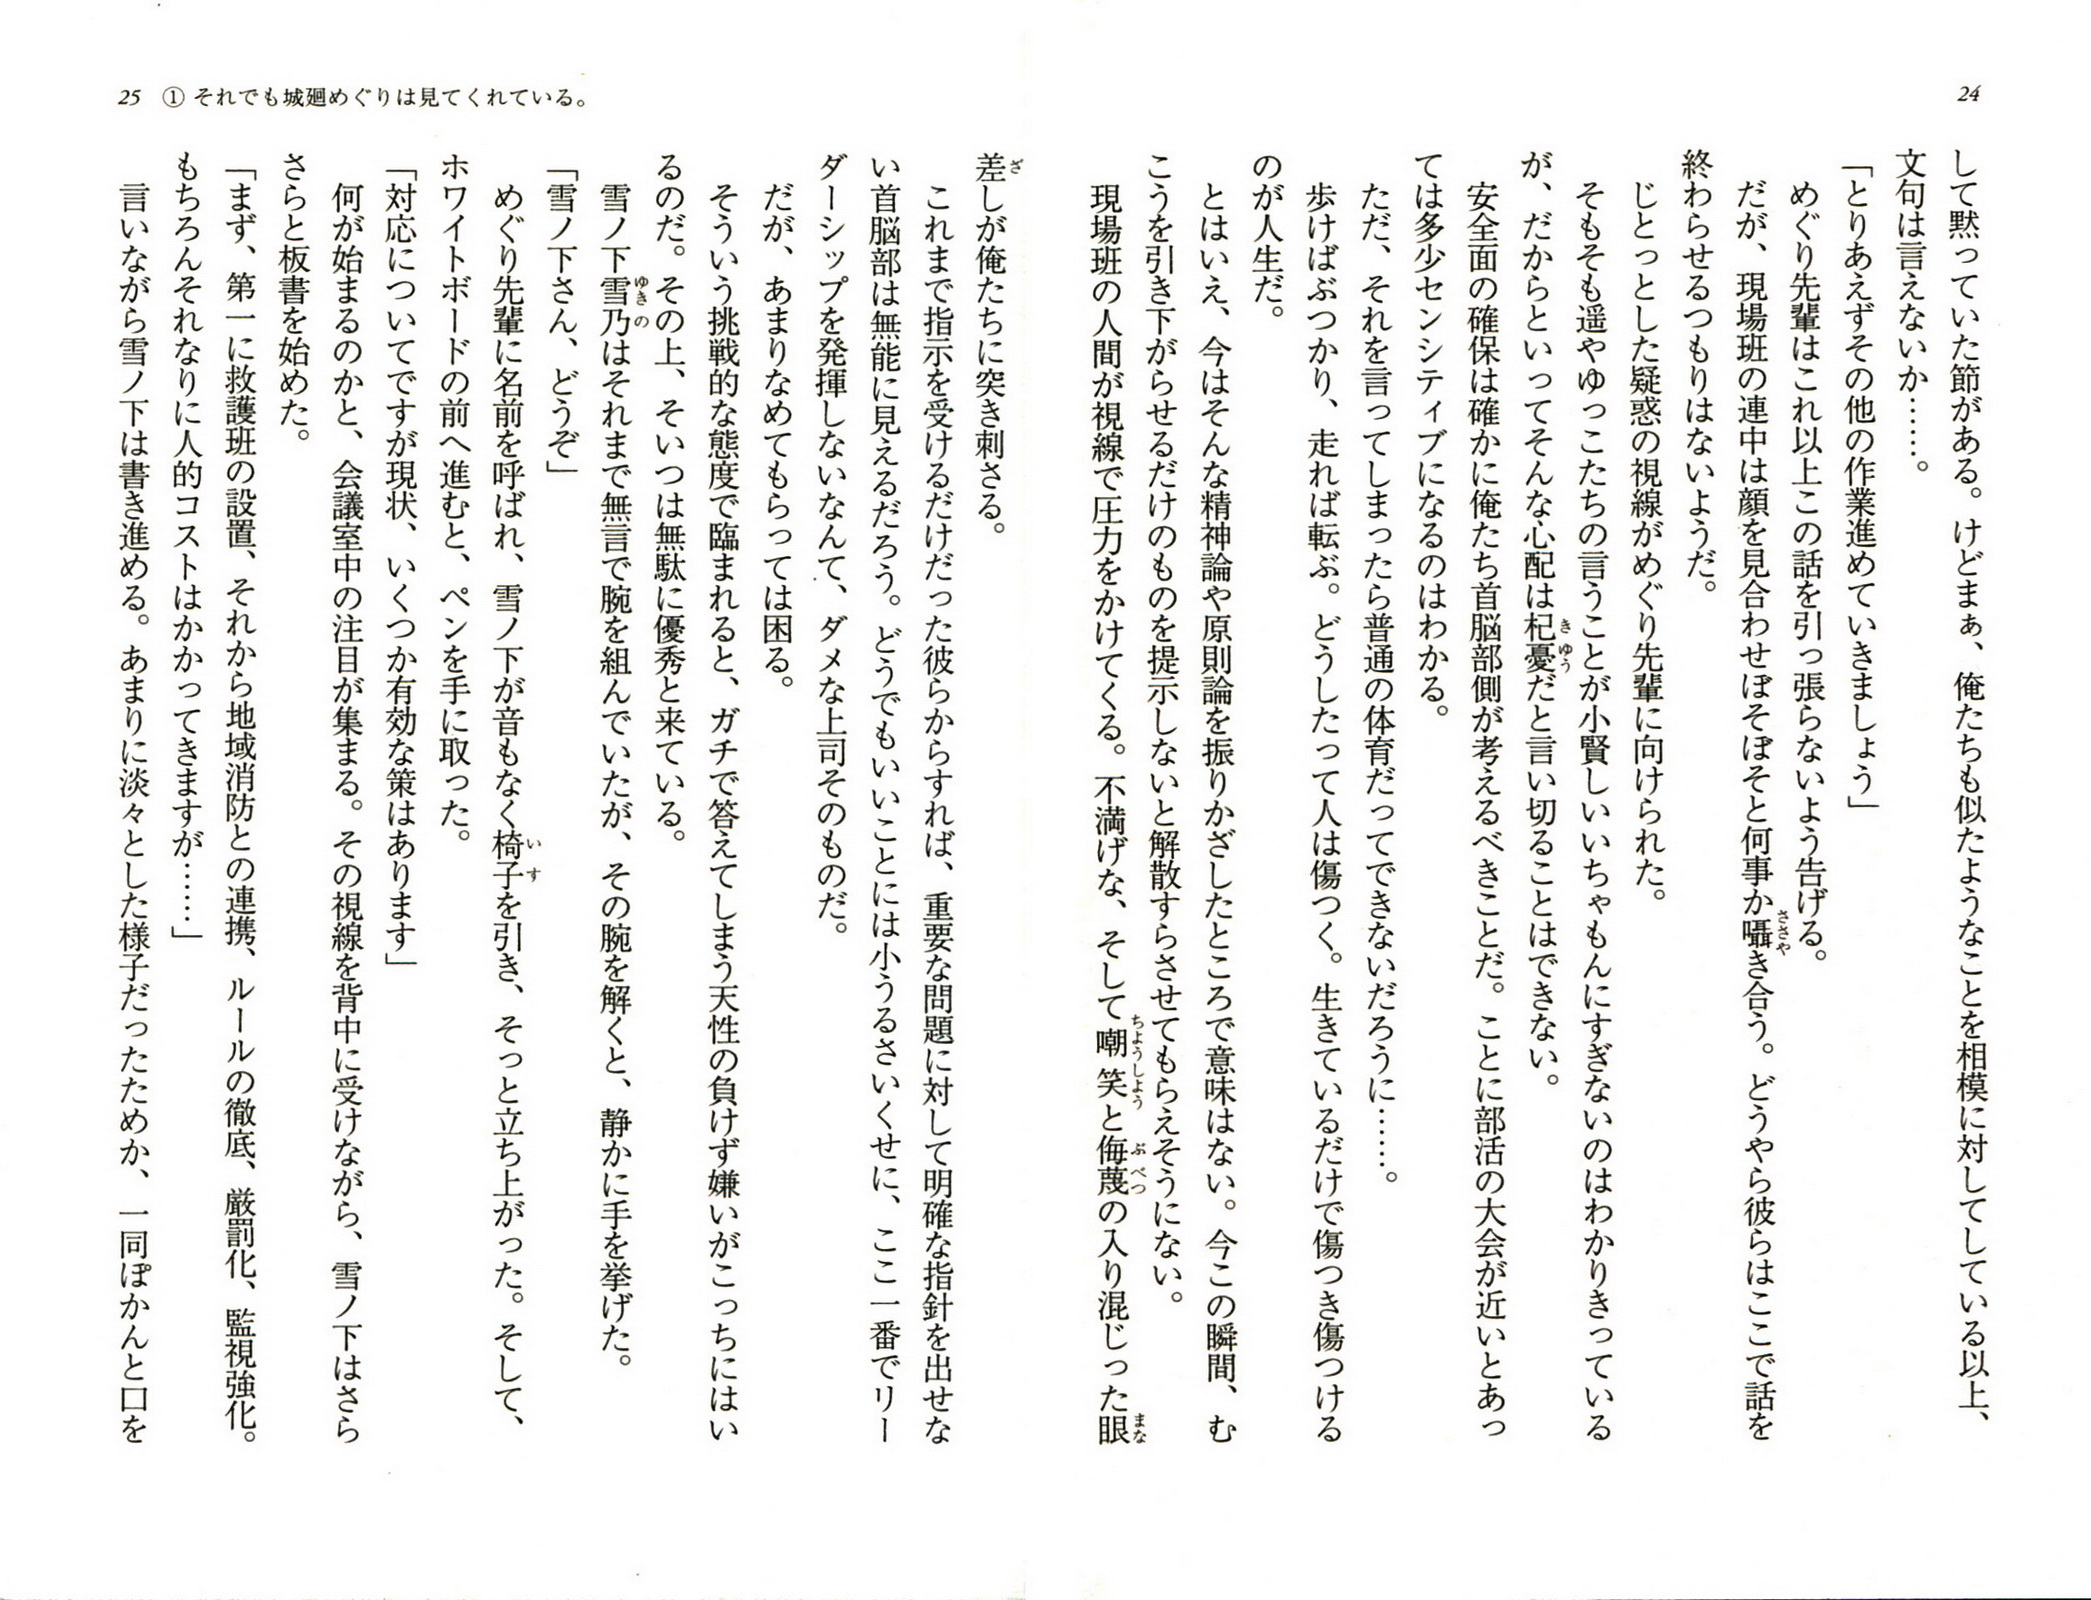 24
して黙っていた節がある。けどまぁ、俺たちも似たようなことを相模に対してしている以上、
文句は言えないか……。
「とりあえずその他の作業進めていきましょう」
めぐり先輩はこれ以上この話を引っ張らないよう告げる。
だが、現場班の連中は顔を見合わせぼそぼそと何事か囁き合う。どうやら彼らはここで話を
終わらせるつもりはないようだ。
じとっとした疑惑の視線がめぐり先輩に向けられた。
そもそも遥やゆっこたちの言うことが小賢しいいちゃもんにすぎないのはわかりきっている
が、だからといってそんな心配は杞憂だと言い切ることはできない。
安全面の確保は確かに俺たち首脳部側が考えるべきことだ。ことに部活の大会が近いとあっ
ては多少センシティブになるのはわかる。
ただ、それを言ってしまったら普通の体育だってできないだろうに……。
歩けばぶつかり、走れば転ぶ。どうしたって人は傷つく。生きているだけで傷つき傷つける
のが人生だ。
とはいえ、今はそんな精神論や原則論を振りかざしたところで意味はない。今この瞬間、む
こうを引き下がらせるだけのものを提示しないと解散すらさせてもらえそうにない。
現場班の人間が視線で圧力をかけてくる。不満げな、そして嘲笑と侮蔑の入り混じった眼
25 ① それでも城廻めぐりは見てくれている。
差しが俺たちに突き刺さる。
これまで指示を受けるだけだった彼らからすれば、重要な問題に対して明確な指針を出せな
い首脳部は無能に見えるだろう。どうでもいいことには小うるさいくせに、ここ一番でリー
ダーシップを発揮しないなんて、ダメな上司そのものだ。
だが、あまりなめてもらっては困る。
そういう挑戦的な態度で臨まれると、ガチで答えてしまう天性の負けず嫌いがこっちにはい
るのだ。その上、そいつは無駄に優秀と来ている。
雪ノ下雪乃はそれまで無言で腕を組んでいたが、その腕を解くと、静かに手を挙げた。
「雪ノ下さん、どうぞ」
めぐり先輩に名前を呼ばれ、雪ノ下が音もなく椅子を引き、そっと立ち上がった。そして、
ホワイトボードの前へ進むと、ペンを手に取った。
「対応についてですが現状、いくつか有効な策はあります」
何が始まるのかと、会議室中の注目が集まる。その視線を背中に受けながら、雪ノ下はさら
さらと板書を始めた。
「まず、第一に救護班の設置、それから地域消防との連携、ルールの徹底、厳罰化、監視強化。
もちろんそれなりに人的コストはかかってきますが……」
言いながら雪ノ下は書き進める。あまりに淡々とした様子だったためか、一同ぽかんと口を